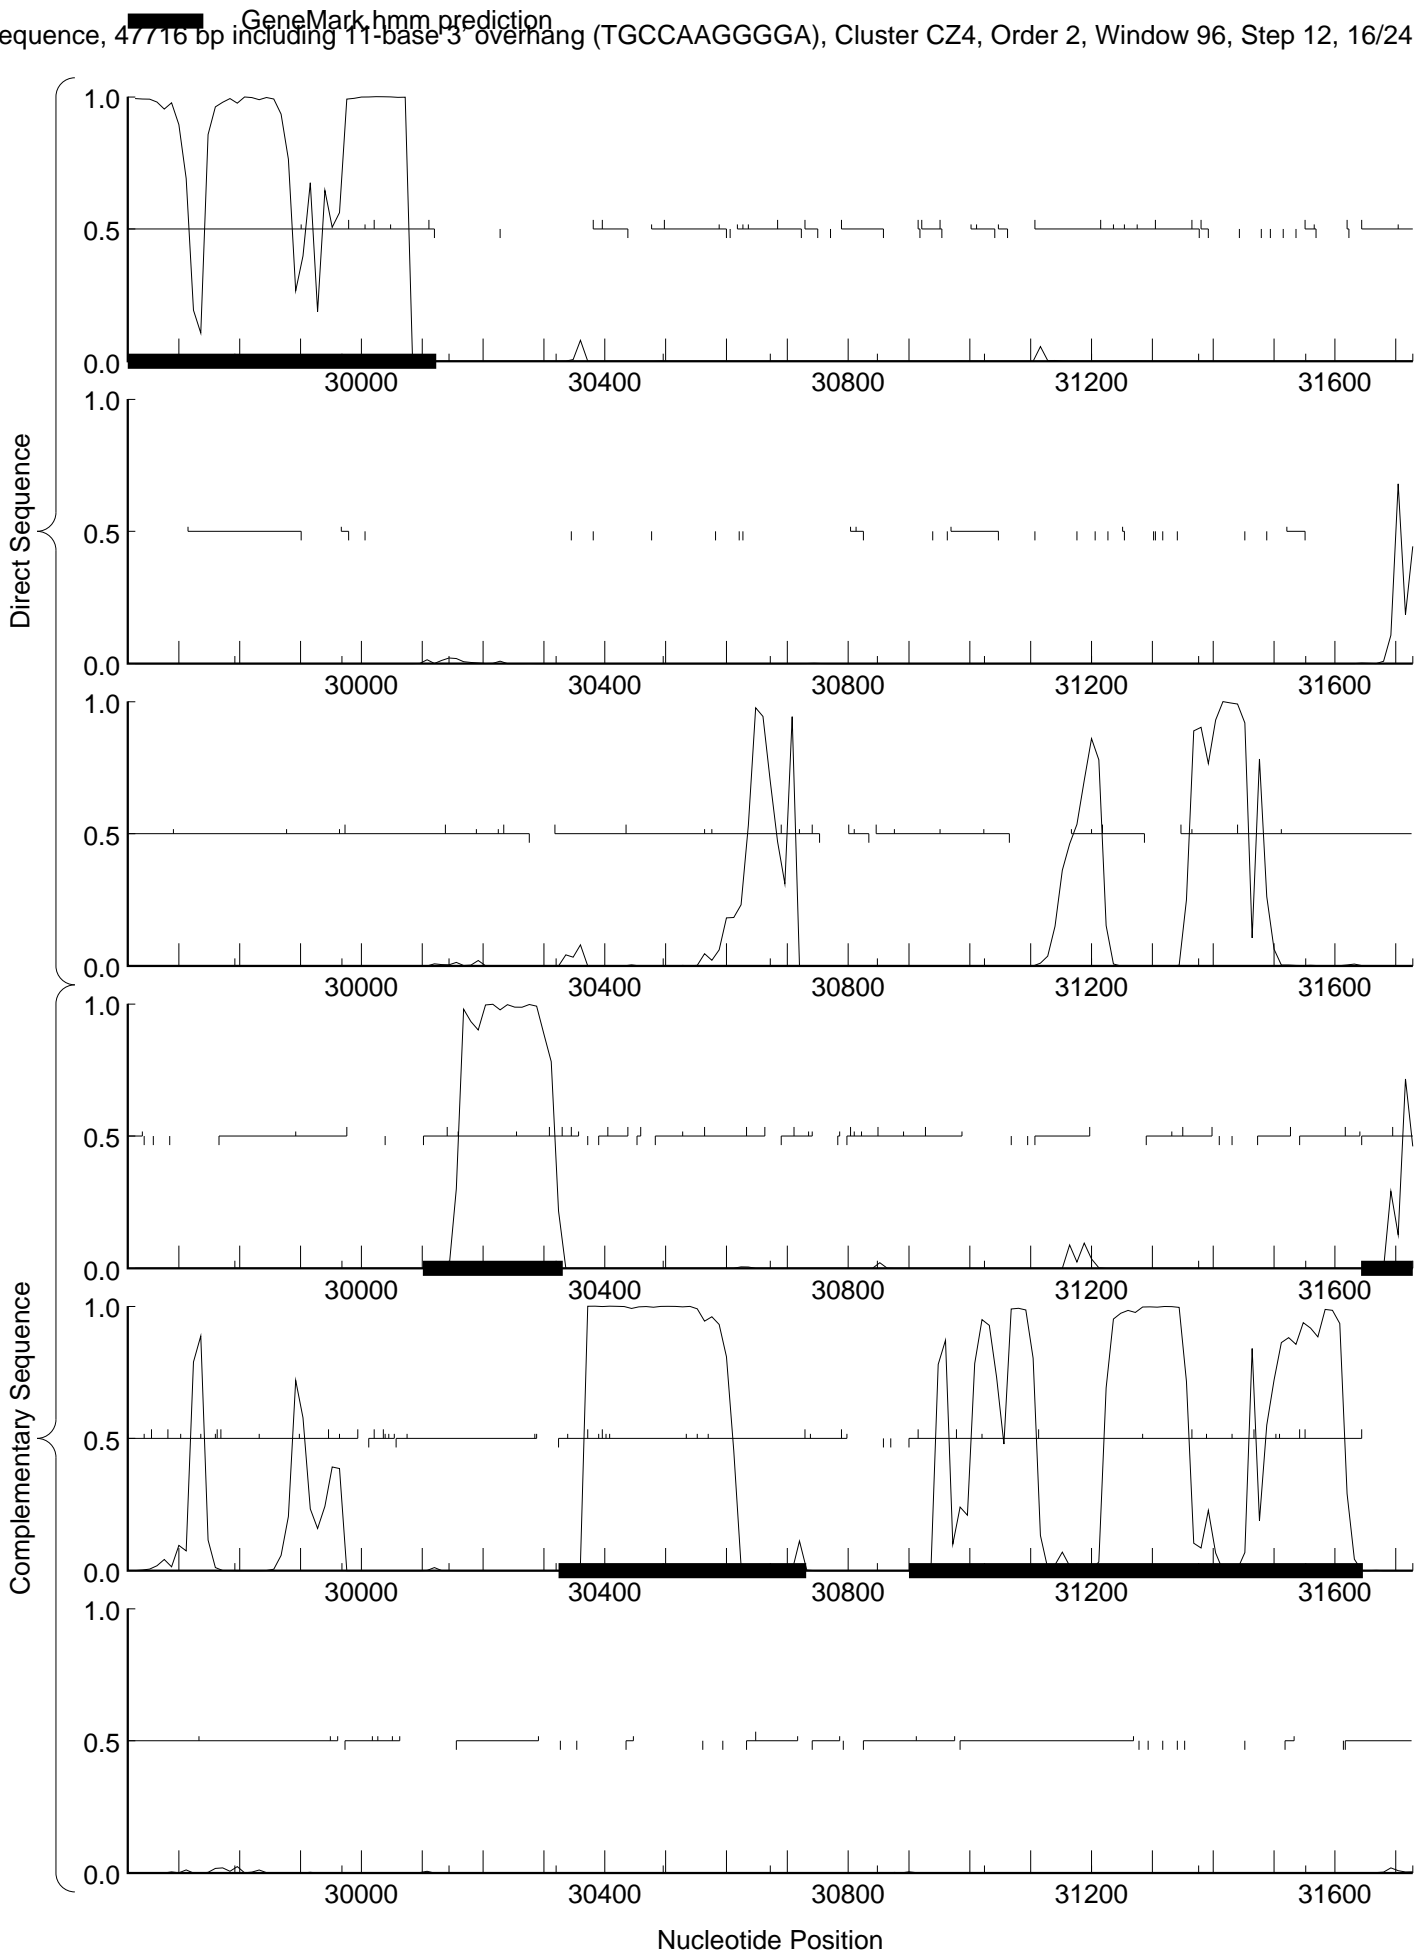 GeneMark.hmm prediction
equence, 47716 bp including 11-base 3' overhang (TGCCAAGGGGA), Cluster CZ4, Order 2, Window 96, Step 12, 16/24
Direct Sequence
1.0
0.5
0.0
30000 30400 30800 31200 31600
1.0
0.5
0.0
30000 30400 30800 31200 31600
1.0
0.5
0.0
30000 30400 30800 31200 31600
Complementary Sequence
1.0
0.5
0.0
30000 30400 30800 31200 31600
1.0
0.5
0.0
30000 30400 30800 31200 31600
1.0
0.5
0.0
30000 30400 30800 31200 31600
Nucleotide Position